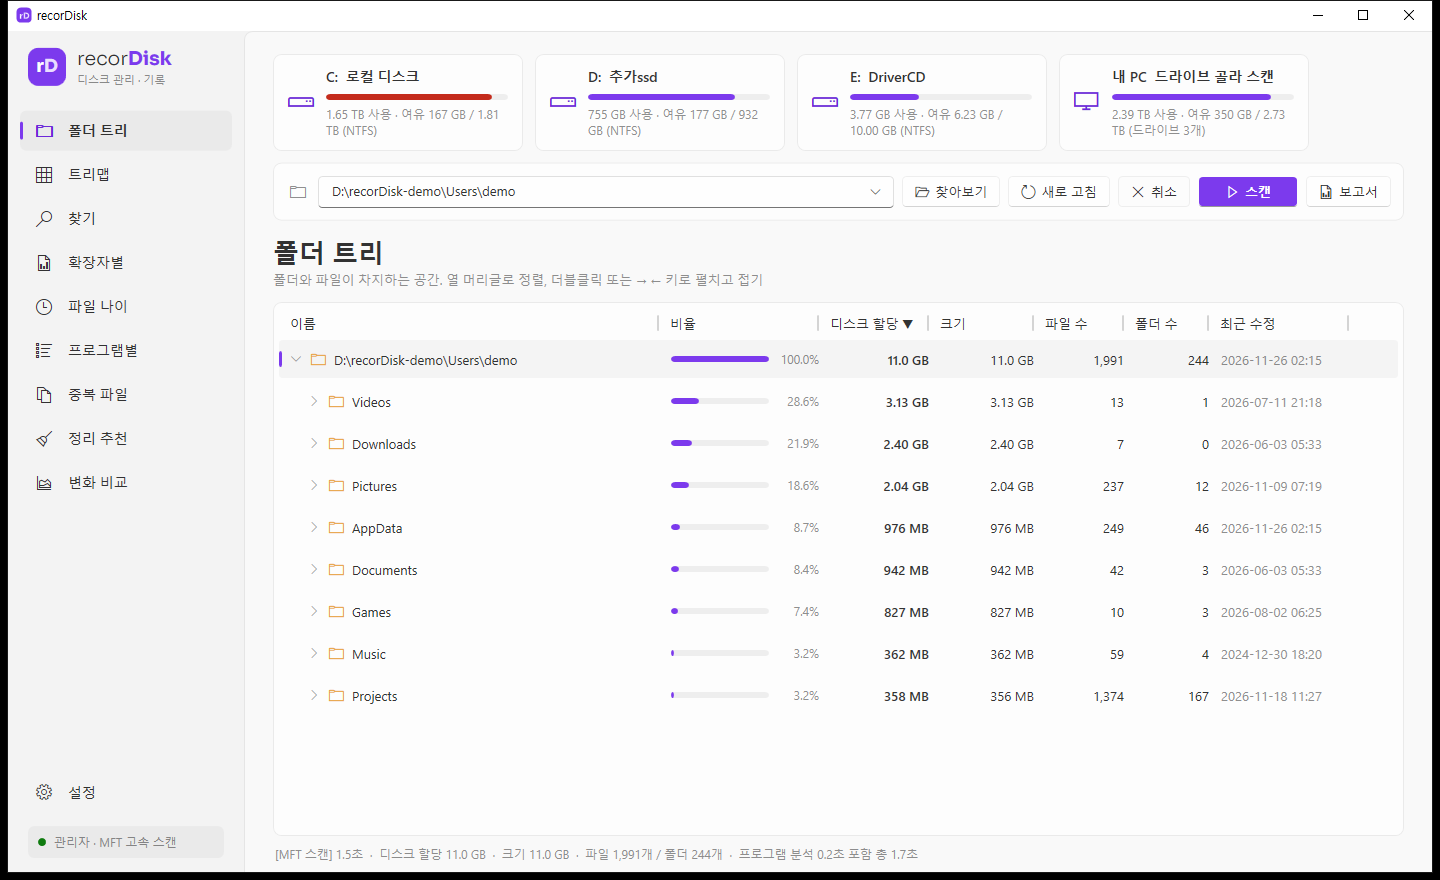 rD recorDisk
rD recorDisk
디스크 관리 · 기록
폴더 트리
트리맵
찾기
확장자별
파일 나이
프로그램별
중복 파일
정리 추천
변화 비교
설정
관리자 · MFT 고속 스캔
C: 로컬 디스크
1.65 TB 사용 · 여유 167 GB / 1.81
TB (NTFS)
D: 추가ssd
755 GB 사용 · 여유 177 GB / 932
GB (NTFS)
E: DriverCD
3.77 GB 사용 · 여유 6.23 GB /
10.00 GB (NTFS)
내 PC 드라이브 골라 스캔
2.39 TB 사용 · 여유 350 GB / 2.73
TB (드라이브 3개)
D:\recorDisk-demo\Users\demo 찾아보기 새로 고침 취소 스캔 보고서
폴더 트리
폴더와 파일이 차지하는 공간. 열 머리글로 정렬, 더블클릭 또는 → ← 키로 펼치고 접기
이름 비율 디스크 할당 ▼ 크기 파일 수 폴더 수 최근 수정
D:\recorDisk-demo\Users\demo 100.0% 11.0 GB 11.0 GB 1,991 244 2026-11-26 02:15
Videos 28.6% 3.13 GB 3.13 GB 13 1 2026-07-11 21:18
Downloads 21.9% 2.40 GB 2.40 GB 7 0 2026-06-03 05:33
Pictures 18.6% 2.04 GB 2.04 GB 237 12 2026-11-09 07:19
AppData 8.7% 976 MB 976 MB 249 46 2026-11-26 02:15
Documents 8.4% 942 MB 942 MB 42 3 2026-06-03 05:33
Games 7.4% 827 MB 827 MB 10 3 2026-08-02 06:25
Music 3.2% 362 MB 362 MB 59 4 2024-12-30 18:20
Projects 3.2% 358 MB 356 MB 1,374 167 2026-11-18 11:27
[MFT 스캔] 1.5초 · 디스크 할당 11.0 GB · 크기 11.0 GB · 파일 1,991개 / 폴더 244개 · 프로그램 분석 0.2초 포함 총 1.7초